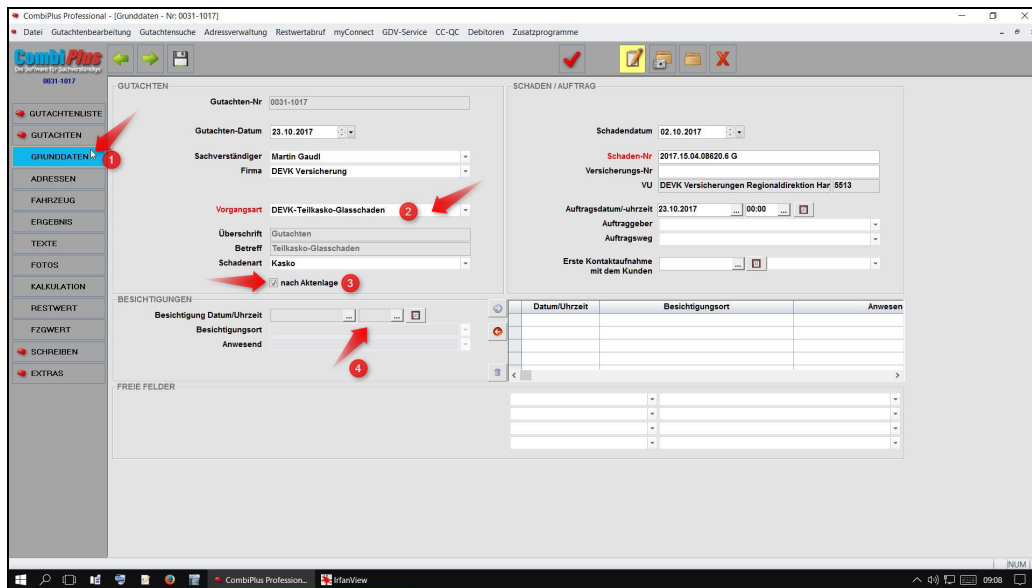 CombiPlus Professional - [Grunddaten - Nr: 0031-1017]
Datei Gutachtenbearbeitung Gutachtensuche Adressverwaltung Restwertabruf myConnect GDV-Service CC-QC Debitoren Zusatzprogramme
CombiPlus
Die Software für Sachverständige
0031-1017
GUTACHTENLISTE
GUTACHTEN
GRUNDDATEN
1
ADRESSEN
FAHRZEUG
ERGEBNIS
TEXTE
FOTOS
KALKULATION
RESTWERT
FZGWERT
SCHREIBEN
EXTRAS
GUTACHTEN
Gutachten-Nr 0031-1017
Gutachten-Datum 23.10.2017
Sachverständiger Martin Gaudl
Firma DEVK Versicherung
Vorgangsart DEVK-Teilkasko-Glasschaden 2
Überschrift Gutachten
Betreff Teilkasko-Glasschaden
Schadenart Kasko
nach Aktenlage 3
SCHADEN / AUFTRAG
Schadendatum 02.10.2017
Schaden-Nr 2017.15.04.08620.6 G
Versicherungs-Nr
VU DEVK Versicherungen Regionaldirektion Har 5513
Auftragsdatum/-uhrzeit 23.10.2017 ... 00:00 ...
Auftraggeber
Auftragsweg
Erste Kontaktaufnahme
mit dem Kunden ...
BESICHTIGUNGEN
Besichtigung Datum/Uhrzeit ... ...
Besichtigungsort
Anwesend
4
Datum/Uhrzeit Besichtigungsort Anwesen
FREIE FELDER
NUM
CombiPlus Profession... IrfanView
09:08